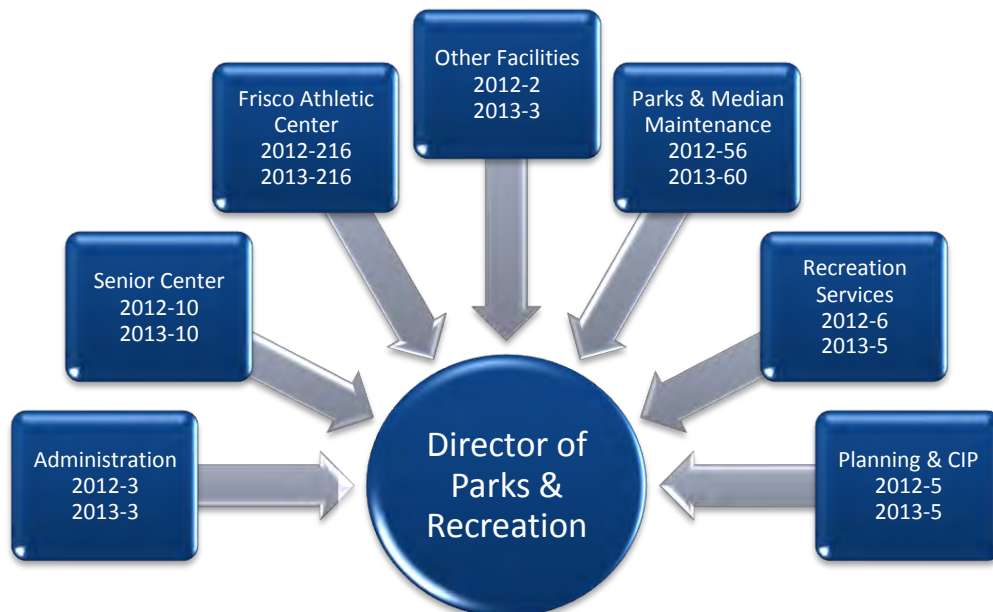 Other Facilities
2012-2
2013-3
Frisco Athletic
Center
2012-216
2013-216
Parks & Median
Maintenance
2012-56
2013-60
Senior Center
2012-10
2013-10
Recreation
Services
2012-6
2013-5
Administration
2012-3
2013-3
Director of
Parks &
Recreation
Planning & CIP
2012-5
2013-5